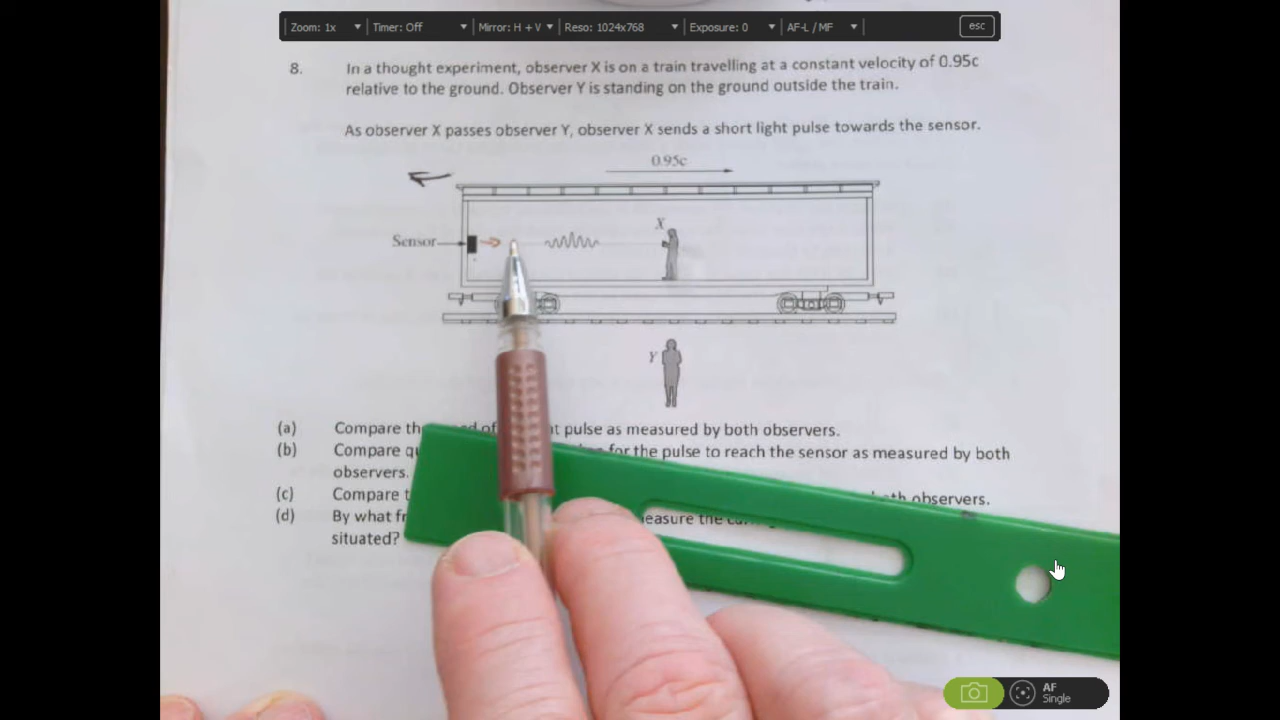 Zoom: 1x Timer: Off Mirror: H + V Reso: 1024x768 Exposure: 0 AF-L / MF esc
8. In a thought experiment, observer X is on a train travelling at a constant velocity of 0.95c
relative to the ground. Observer Y is standing on the ground outside the train.
As observer X passes observer Y, observer X sends a short light pulse towards the sensor.
0.95c
X
Sensor
Y
(a) Compare pulse as measured by both observers.
(b) Compare for the pulse to reach the sensor as measured by both
observers.
(c) Compare observers.
(d) By what measure the
situated?
AF
Single